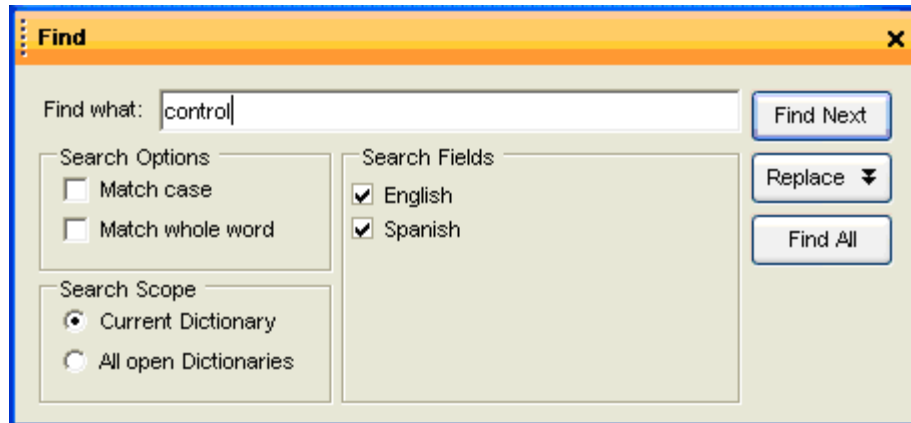 Find
Find what: control
Find Next
Search Options
Match case
Match whole word
Search Fields
English
Spanish
Replace
Find All
Search Scope
Current Dictionary
All open Dictionaries